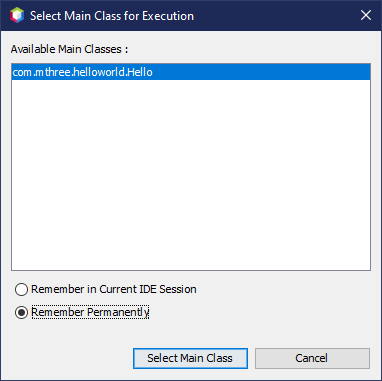 Select Main Class for Execution
Available Main Classes :
com.mthree.helloworld.Hello
Remember in Current IDE Session
Remember Permanently
Select Main Class
Cancel